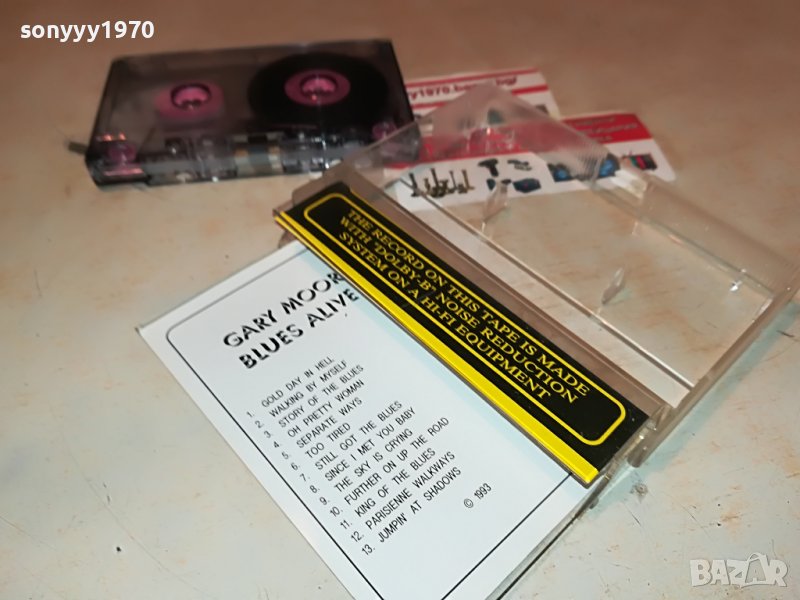 sonyyy1970
THE RECORD ON THIS TAPE IS MADE
WITH "DOLBY-B" NOISE REDUCTION
SYSTEM ON A HI-FI EQUIPMENT
GARY MOOR
BLUES ALIVE
1. GOLD DAY IN HELL
2. WALKING BY MYSELF
3. STORY OF THE BLUES
4. OH PRETTY WOMAN
5. SEPARATE WAYS
6. TOO TIRED
7. STILL GOT THE BLUES
8. SINCE I MET YOU BABY
9. THE SKY IS CRYING
10. FURTHER ON UP THE ROAD
11. KING OF THE BLUES
12. PARISIENNE WALKWAYS
13. JUMPIN' AT SHADOWS
© 1993
BAZAR